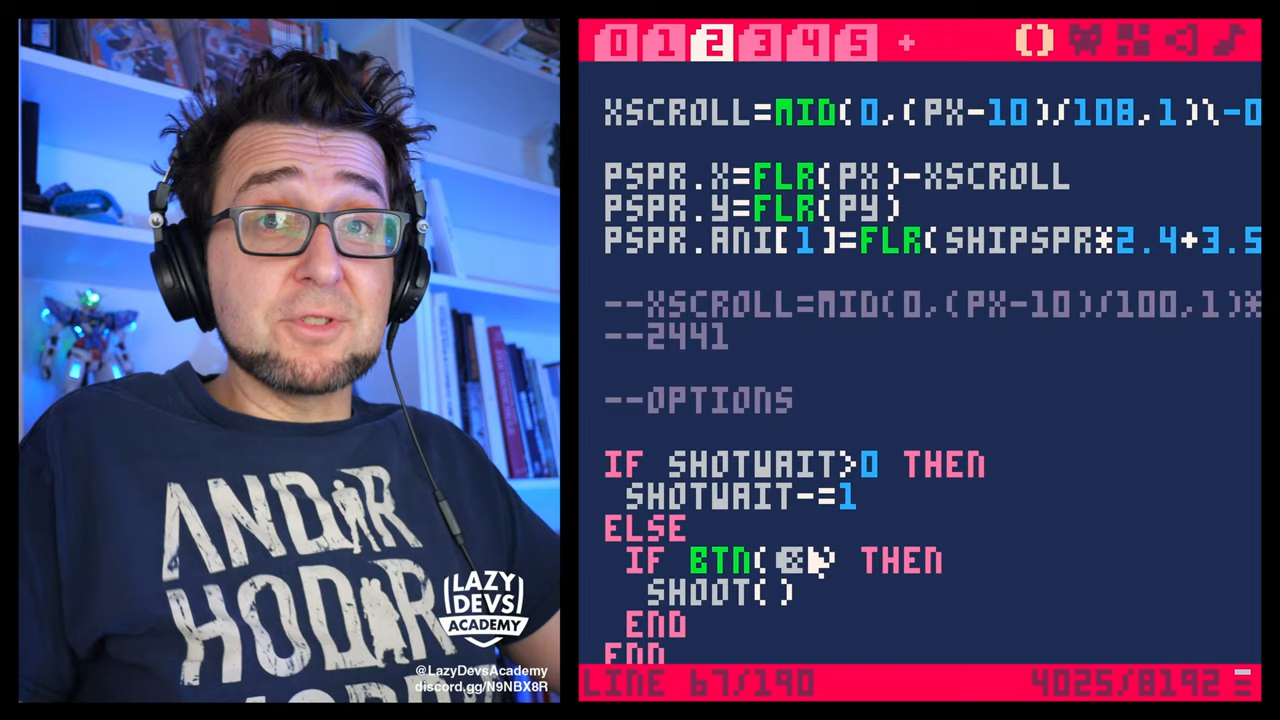 ANDOR
HODOR
LAZY
DEVS
ACADEMY
@LazyDevsAcademy
discord.gg/N9NBX8R
0 1 2 3 4 5 +
XSCROLL=MID(0,(PX-10)/108,1)\-0
PSPR.X=FLR(PX)-XSCROLL
PSPR.Y=FLR(PY)
PSPR.ANI[1]=FLR(SHIPSPR*2.4+3.5
--XSCROLL=MID(0,(PX-10)/100,1)*
--2441
--OPTIONS
IF SHOTWAIT>0 THEN
SHOTWAIT-=1
ELSE
IF BTN(❎) THEN
SHOOT()
END
END
LINE 67/190
4025/8192